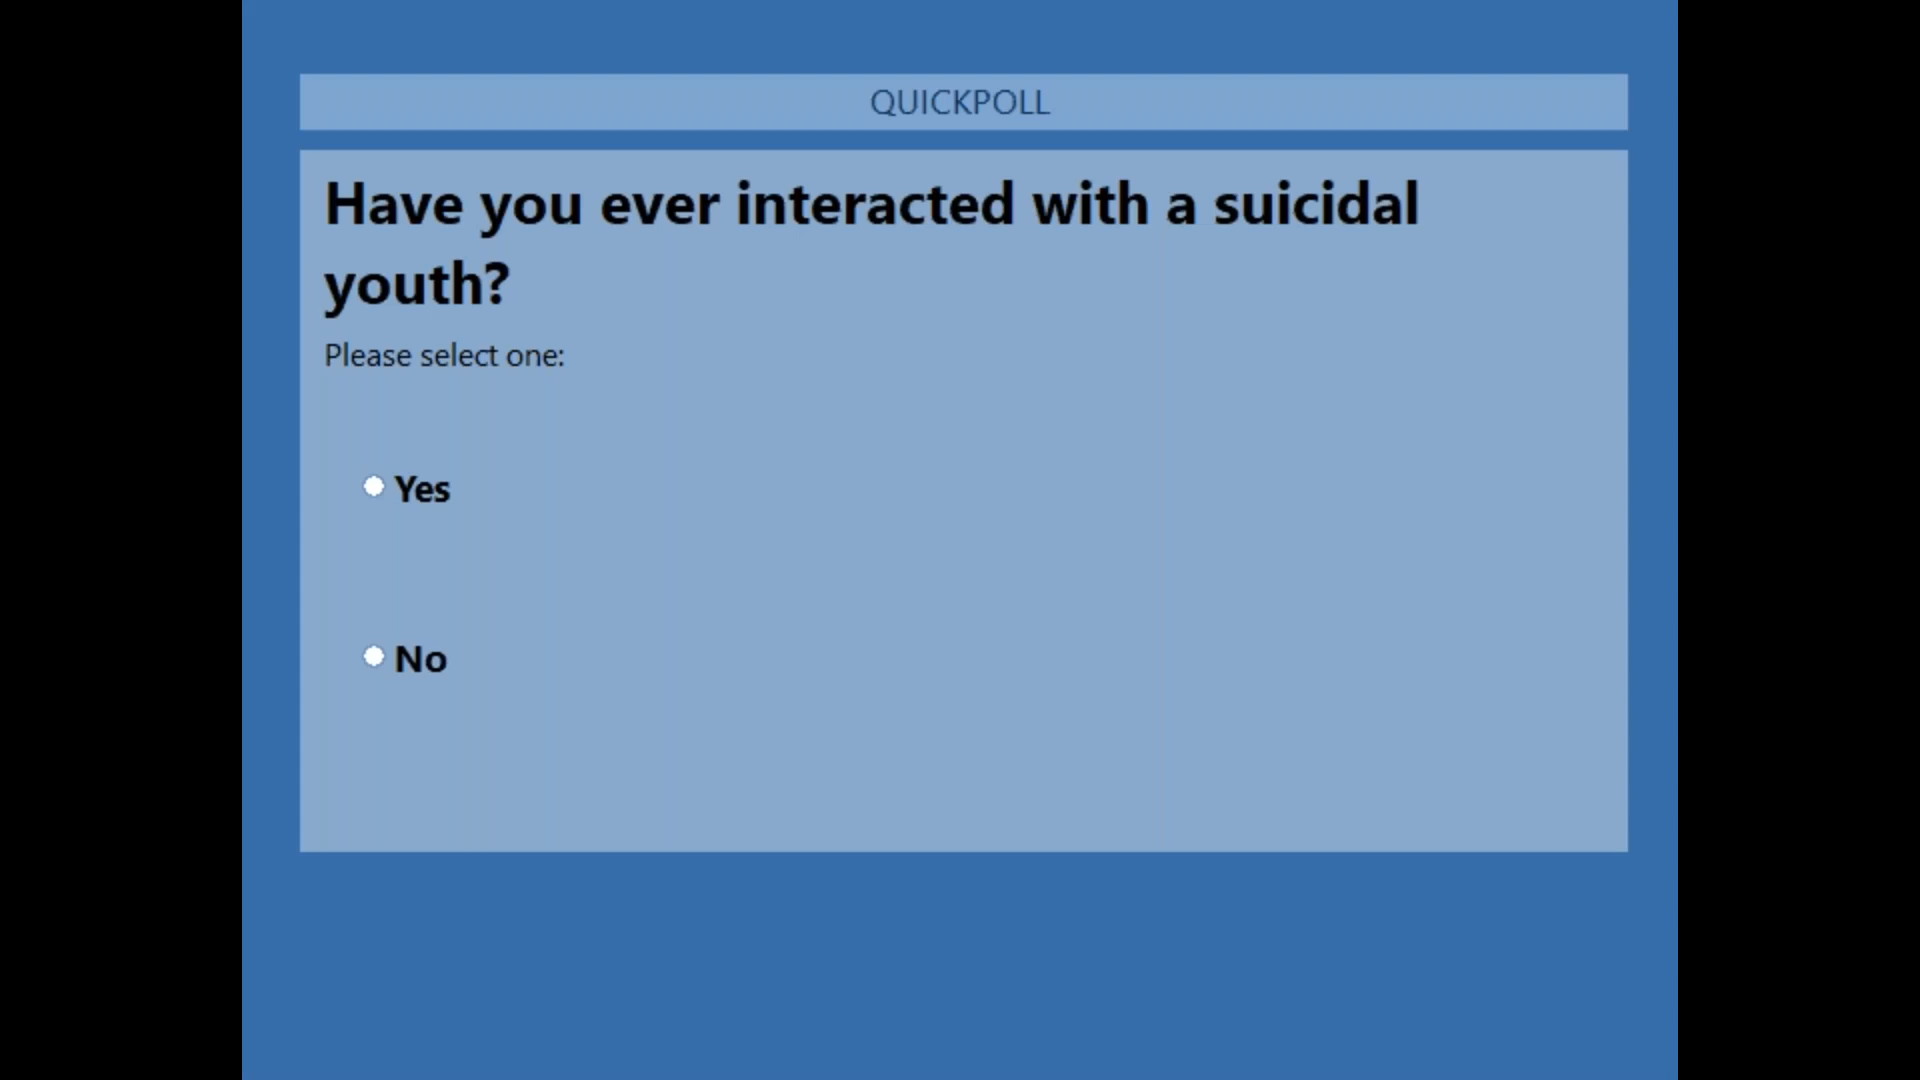 QUICKPOLL
Have you ever interacted with a suicidal
youth?
Please select one:
Yes
No